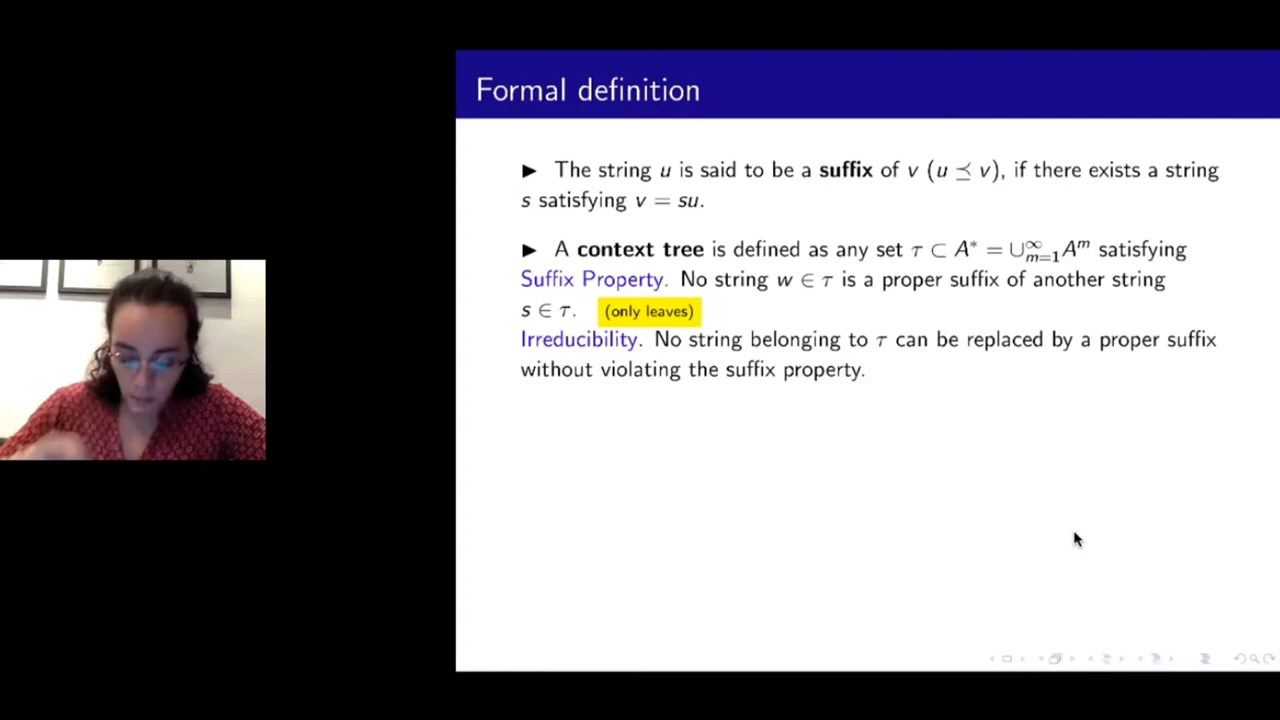 Formal definition
▶ The string u is said to be a suffix of v (u ⪯ v), if there exists a string
s satisfying v = su.
▶ A context tree is defined as any set τ ⊂ A* = ∪_{m=1}^∞ A^m satisfying
Suffix Property. No string w ∈ τ is a proper suffix of another string
s ∈ τ. (only leaves)
Irreducibility. No string belonging to τ can be replaced by a proper suffix
without violating the suffix property.